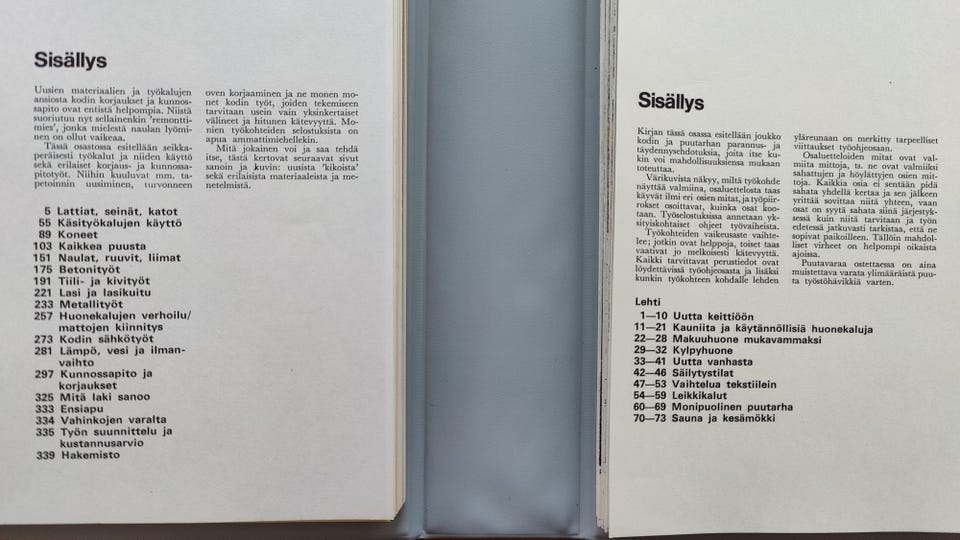 Sisällys
Uusien materiaalien ja työkalujen
ansiosta kodin korjaukset ja kunnos-
sapito ovat entistä helpompia. Niistä
suoriutuu nyt sellainenkin 'remontti-
mies', jonka mielestä naulan lyömi-
nen on ollut vaikeaa.
Tässä osastossa esitellään seikka-
peräisesti työkalut ja niiden käyttö
sekä erilaiset korjaus- ja kunnossa-
pitotyöt. Niihin kuuluvat mm. ta-
petoinnin uusiminen, turvonneen
oven korjaaminen ja ne monen mo-
net kodin työt, joiden tekemiseen
tarvitaan usein vain yksinkertaiset
välineet ja hitunen kätevyyttä. Mo-
nien työkohteiden selostuksista on
apua ammattimiehellekin.
Mitä jokainen voi ja saa tehdä
itse, tästä kertovat seuraavat sivut
sanoin ja kuvin: uusista 'kikoista'
sekä erilaisista materiaaleista ja me-
netelmistä.
5 Lattiat, seinät, katot
55 Käsityökalujen käyttö
89 Koneet
103 Kaikkea puusta
151 Naulat, ruuvit, liimat
175 Betonityöt
191 Tiili- ja kivityöt
221 Lasi ja lasikuitu
233 Metallityöt
257 Huonekalujen verhoilu/
mattojen kiinnitys
273 Kodin sähkötyöt
281 Lämpö, vesi ja ilman-
vaihto
297 Kunnossapito ja
korjaukset
325 Mitä laki sanoo
333 Ensiapu
334 Vahinkojen varalta
335 Työn suunnittelu ja
kustannusarvio
339 Hakemisto
Sisällys
Kirjan tässä osassa esitellään joukko
kodin ja puutarhan parannus- ja
täydennysehdotuksia, joita itse ku-
kin voi mahdollisuuksiensa mukaan
toteuttaa.
Värikuvista näkyy, miltä työkohde
näyttää valmiina, osaluettelosta taas
käyvät ilmi eri osien mitat, ja työpiir-
rokset osoittavat, kuinka osat koo-
taan. Työselostuksissa annetaan yk-
sityiskohtaiset ohjeet työvaiheista.
Työkohteiden vaikeusaste vaihte-
lee; jotkin ovat helppoja, toiset taas
vaativat jo melkoisesti kätevyyttä.
Kaikki tarvittavat perustiedot ovat
löydettävissä työohjeosasta ja lisäksi
kunkin työkohteen kohdalle lehden
yläreunaan on merkitty tarpeelliset
viittaukset työohjeosaan.
Osaluetteloiden mitat ovat val-
miita mittoja, ts. ne ovat valmiiksi
sahattujen ja höylättyjen osien mit-
toja. Kaikkia osia ei sentään pidä
sahata yhdellä kertaa ja sen jälkeen
yrittää sovittaa niitä yhteen, vaan
osat on syytä sahata siinä järjestyk-
sessä kuin niitä tarvitaan ja työn
edetessä jatkuvasti tarkistaa, että ne
sopivat paikoilleen. Tällöin mahdol-
liset virheet on helpompi oikaista
ajoissa.
Puutavaraa ostettaessa on aina
muistettava varata ylimääräistä puu-
ta työstöhävikkiä varten.
Lehti
1—10 Uutta keittiöön
11—21 Kauniita ja käytännöllisiä huonekaluja
22—28 Makuuhuone mukavammaksi
29—32 Kylpyhuone
33—41 Uutta vanhasta
42—46 Säilytystilat
47—53 Vaihtelua tekstiilein
54—59 Leikkikalut
60—69 Monipuolinen puutarha
70—73 Sauna ja kesämökki